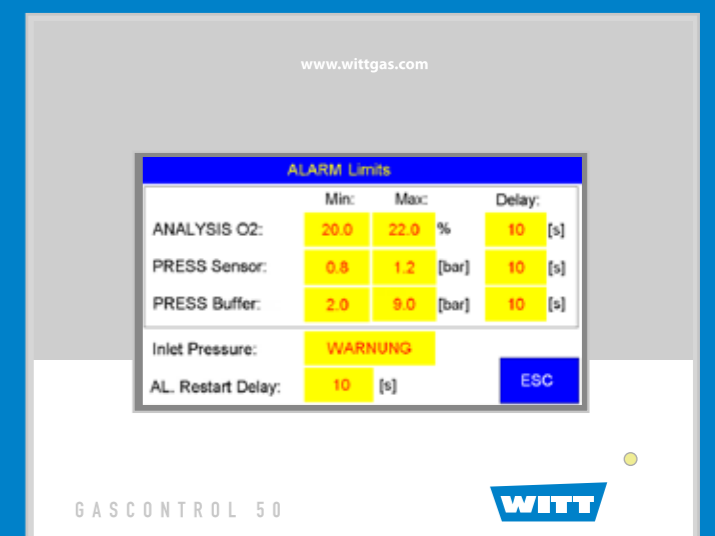 www.wittgas.com
ALARM Limits
Min: Max: Delay:
ANALYSIS O2: 20.0 22.0 % 10 [s]
PRESS Sensor: 0.8 1.2 [bar] 10 [s]
PRESS Buffer: 2.0 9.0 [bar] 10 [s]
Inlet Pressure: WARNUNG
AL. Restart Delay: 10 [s] ESC
GASCONTROL 50
WITT